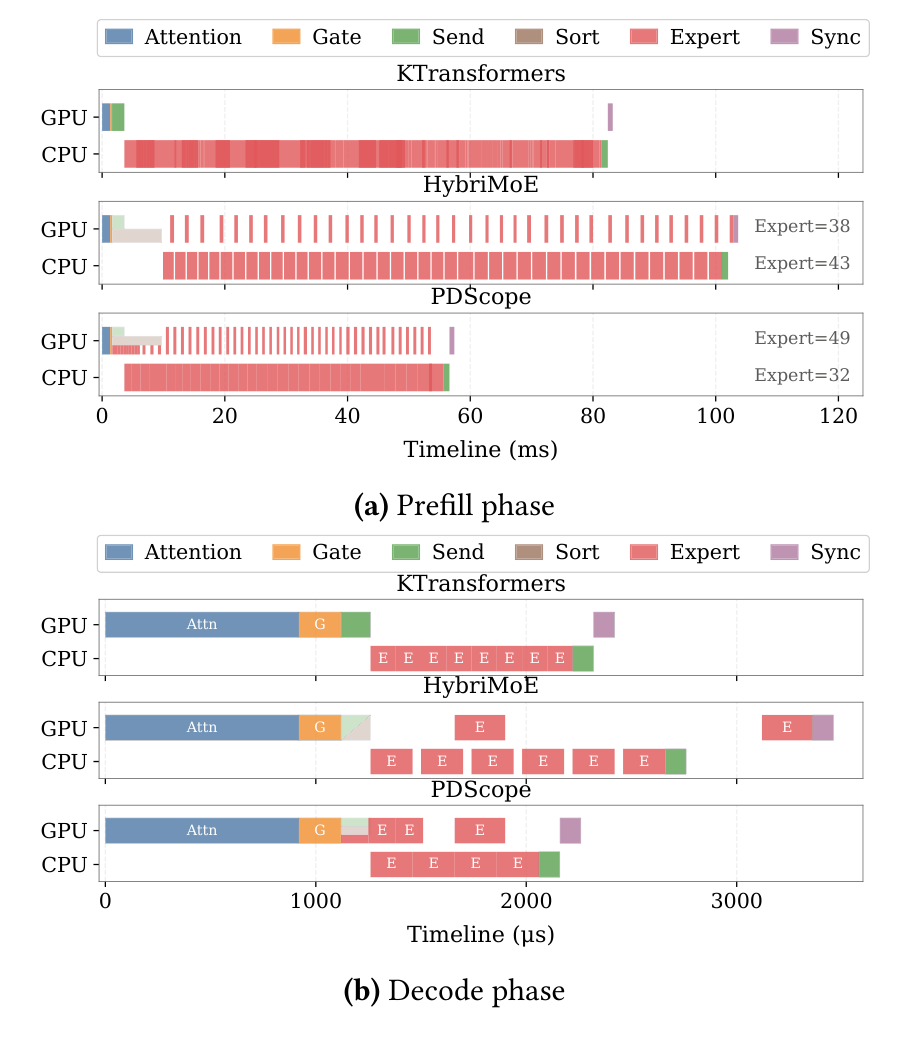 Attention Gate Send Sort Expert Sync
KTransformers
GPU
CPU
HybriMoE
GPU Expert=38
CPU Expert=43
PDScope
GPU Expert=49
CPU Expert=32
0 20 40 60 80 100 120
Timeline (ms)
(a) Prefill phase
Attention Gate Send Sort Expert Sync
KTransformers
GPU Attn G
CPU E E E E E E E E
HybriMoE
GPU Attn G E E
CPU E E E E E E
PDScope
GPU Attn G E E E
CPU E E E E
0 1000 2000 3000
Timeline (μs)
(b) Decode phase